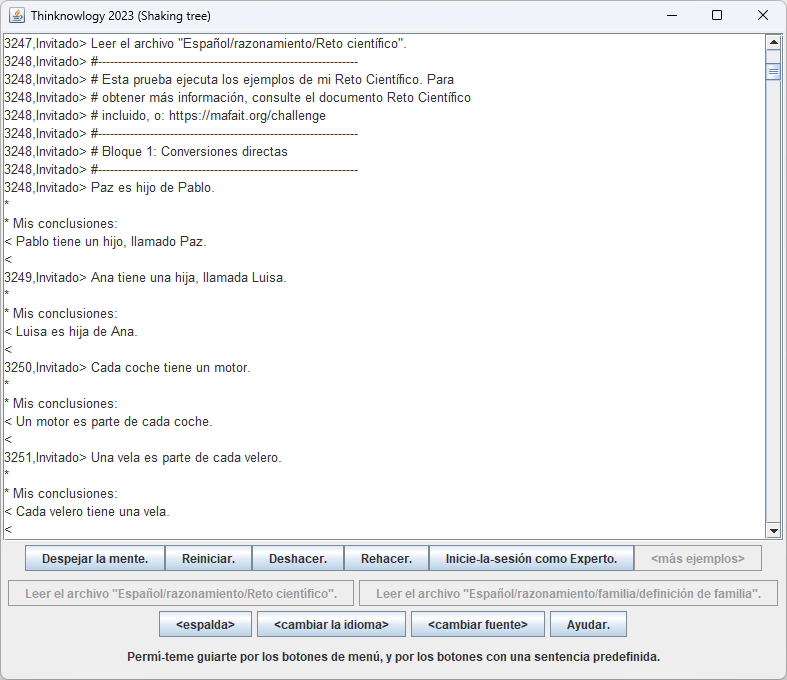 Thinknowlogy 2023 (Shaking tree)
3247,Invitado> Leer el archivo "Español/razonamiento/Reto científico".
3248,Invitado> #-----------------------------------------------------------------
3248,Invitado> # Esta prueba ejecuta los ejemplos de mi Reto Científico. Para
3248,Invitado> # obtener más información, consulte el documento Reto Científico
3248,Invitado> # incluido, o: https://mafait.org/challenge
3248,Invitado> #-----------------------------------------------------------------
3248,Invitado> # Bloque 1: Conversiones directas
3248,Invitado> #-----------------------------------------------------------------
3248,Invitado> Paz es hijo de Pablo.
*
* Mis conclusiones:
< Pablo tiene un hijo, llamado Paz.
<
3249,Invitado> Ana tiene una hija, llamada Luisa.
*
* Mis conclusiones:
< Luisa es hija de Ana.
<
3250,Invitado> Cada coche tiene un motor.
*
* Mis conclusiones:
< Un motor es parte de cada coche.
<
3251,Invitado> Una vela es parte de cada velero.
*
* Mis conclusiones:
< Cada velero tiene una vela.
<
Despejar la mente. Reiniciar. Deshacer. Rehacer. Inicie-la-sesión como Experto. <más ejemplos>
Leer el archivo "Español/razonamiento/Reto científico". Leer el archivo "Español/razonamiento/familia/definición de familia".
<espalda> <cambiar la idioma> <cambiar fuente> Ayudar.
Permí-teme guiarte por los botones de menú, y por los botones con una sentencia predefinida.